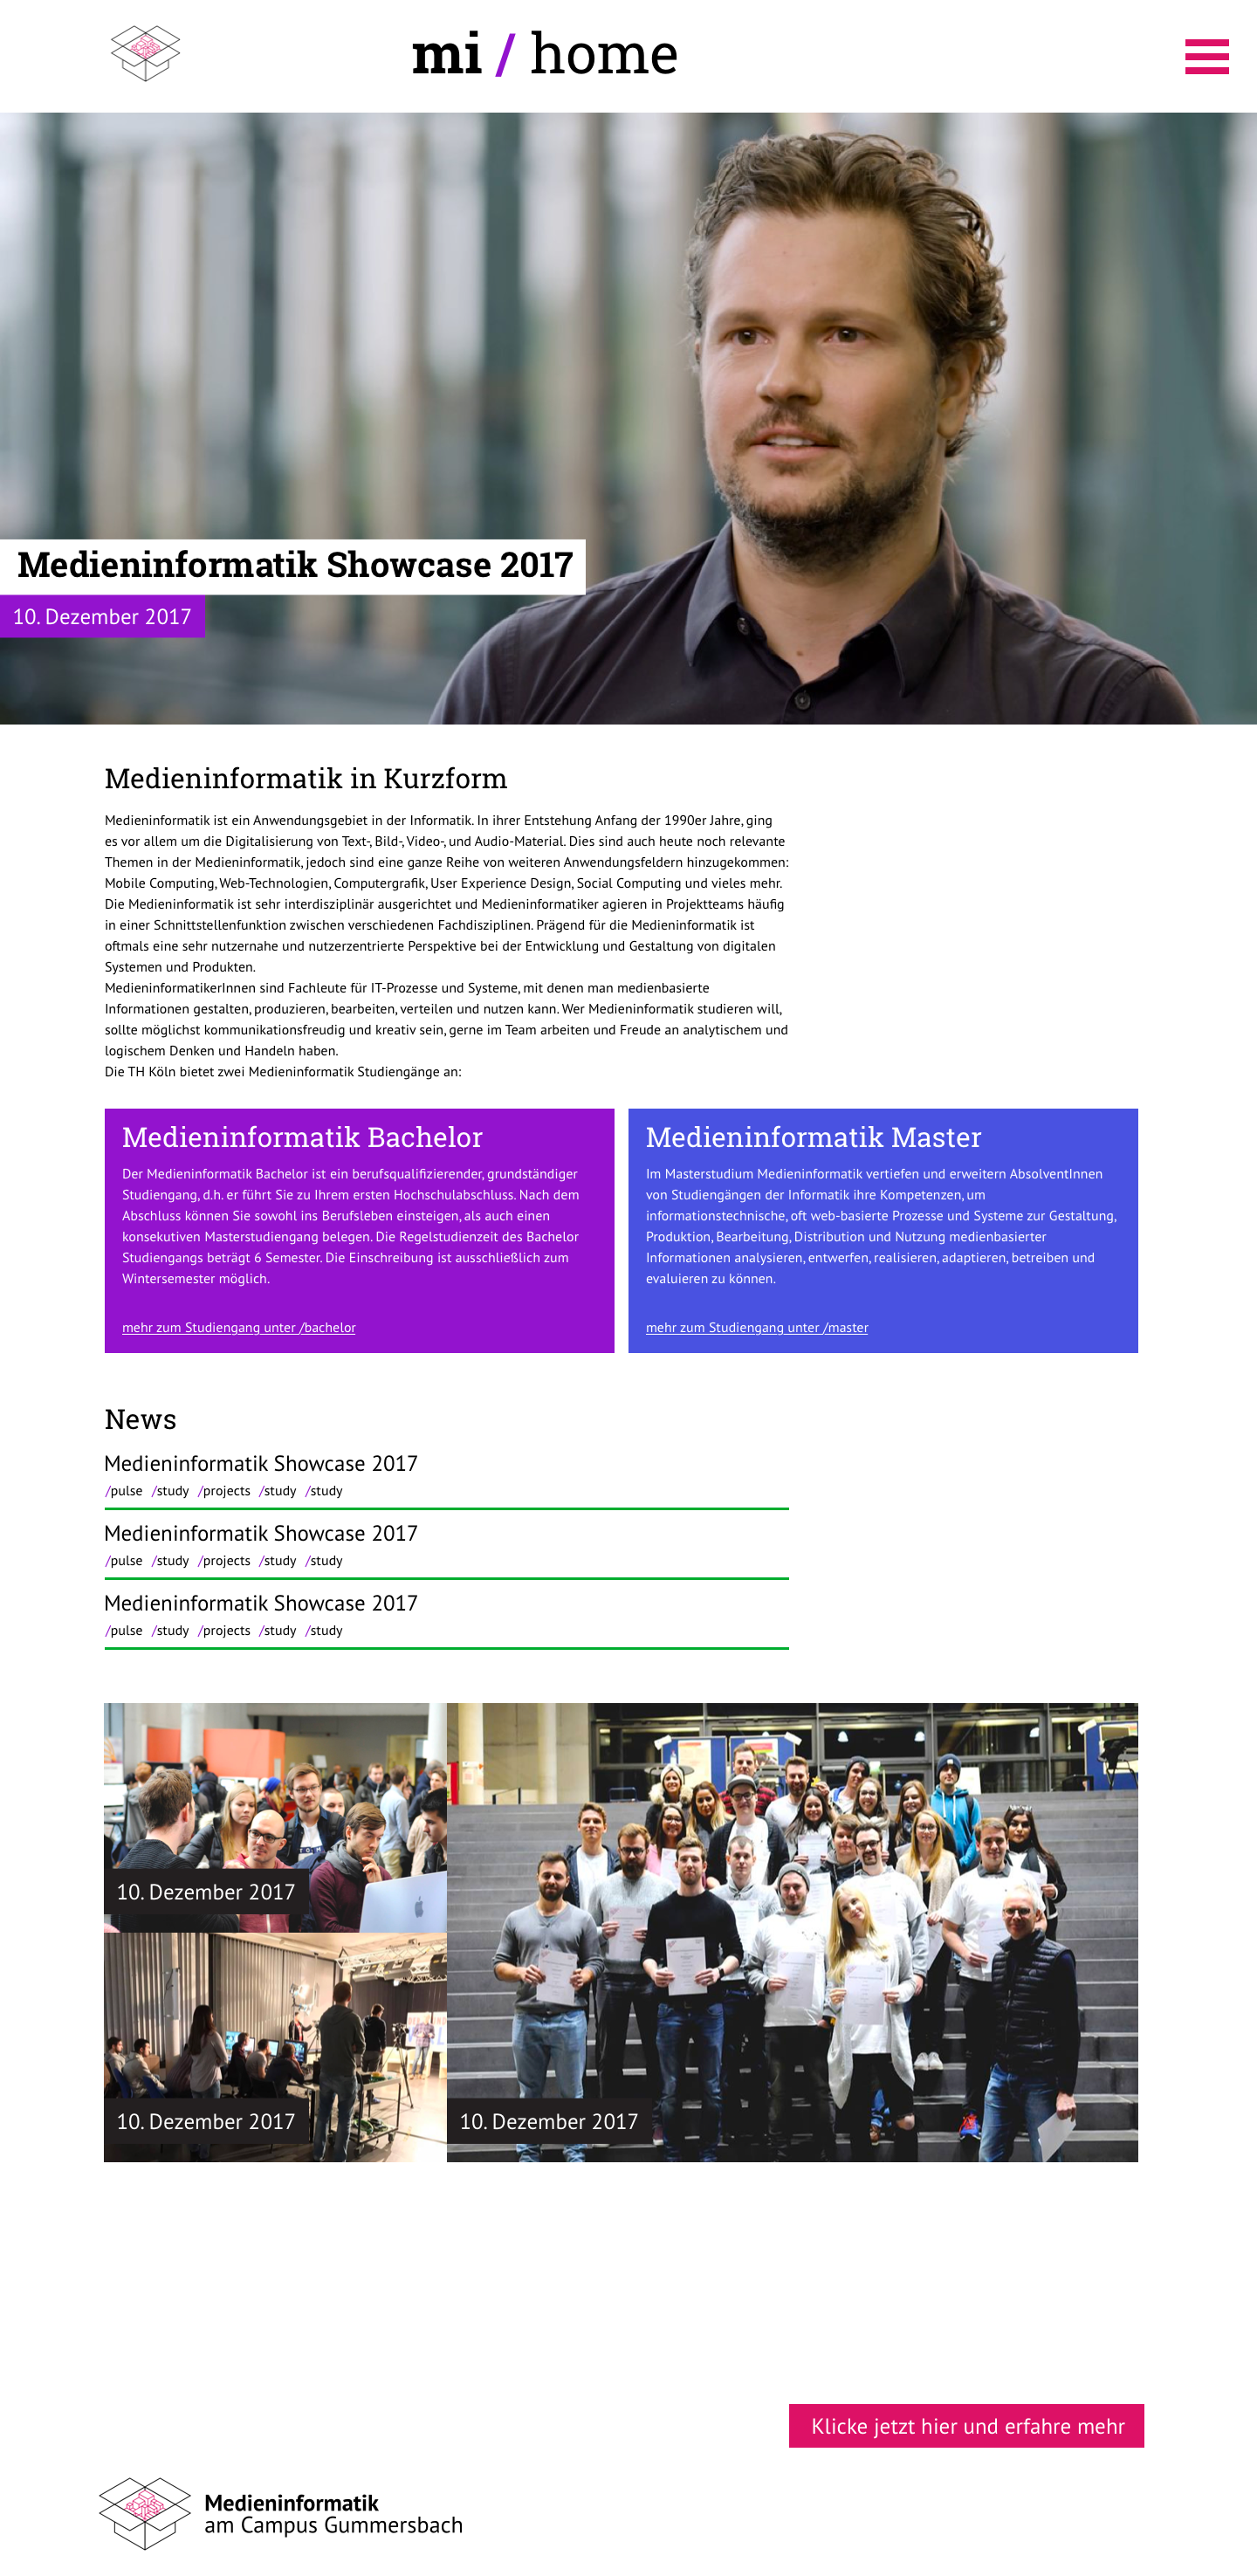 mi / home
Medieninformatik Showcase 2017
10. Dezember 2017
Medieninformatik in Kurzform
Medieninformatik ist ein Anwendungsgebiet in der Informatik. In ihrer Entstehung Anfang der 1990er Jahre, ging
es vor allem um die Digitalisierung von Text-, Bild-, Video-, und Audio-Material. Dies sind auch heute noch relevante
Themen in der Medieninformatik, jedoch sind eine ganze Reihe von weiteren Anwendungsfeldern hinzugekommen:
Mobile Computing, Web-Technologien, Computergrafik, User Experience Design, Social Computing und vieles mehr.
Die Medieninformatik ist sehr interdisziplinär ausgerichtet und Medieninformatiker agieren in Projektteams häufig
in einer Schnittstellenfunktion zwischen verschiedenen Fachdisziplinen. Prägend für die Medieninformatik ist
oftmals eine sehr nutzernahe und nutzerzentrierte Perspektive bei der Entwicklung und Gestaltung von digitalen
Systemen und Produkten.
MedieninformatikerInnen sind Fachleute für IT-Prozesse und Systeme, mit denen man medienbasierte
Informationen gestalten, produzieren, bearbeiten, verteilen und nutzen kann. Wer Medieninformatik studieren will,
sollte möglichst kommunikationsfreudig und kreativ sein, gerne im Team arbeiten und Freude an analytischem und
logischem Denken und Handeln haben.
Die TH Köln bietet zwei Medieninformatik Studiengänge an:
Medieninformatik Bachelor
Der Medieninformatik Bachelor ist ein berufsqualifizierender, grundständiger
Studiengang, d.h. er führt Sie zu Ihrem ersten Hochschulabschluss. Nach dem
Abschluss können Sie sowohl ins Berufsleben einsteigen, als auch einen
konsekutiven Masterstudiengang belegen. Die Regelstudienzeit des Bachelor
Studiengangs beträgt 6 Semester. Die Einschreibung ist ausschließlich zum
Wintersemester möglich.
mehr zum Studiengang unter /bachelor
Medieninformatik Master
Im Masterstudium Medieninformatik vertiefen und erweitern AbsolventInnen
von Studiengängen der Informatik ihre Kompetenzen, um
informationstechnische, oft web-basierte Prozesse und Systeme zur Gestaltung,
Produktion, Bearbeitung, Distribution und Nutzung medienbasierter
Informationen analysieren, entwerfen, realisieren, adaptieren, betreiben und
evaluieren zu können.
mehr zum Studiengang unter /master
News
Medieninformatik Showcase 2017
/pulse /study /projects /study /study
Medieninformatik Showcase 2017
/pulse /study /projects /study /study
Medieninformatik Showcase 2017
/pulse /study /projects /study /study
10. Dezember 2017
10. Dezember 2017
10. Dezember 2017
Klicke jetzt hier und erfahre mehr
Medieninformatik
am Campus Gummersbach